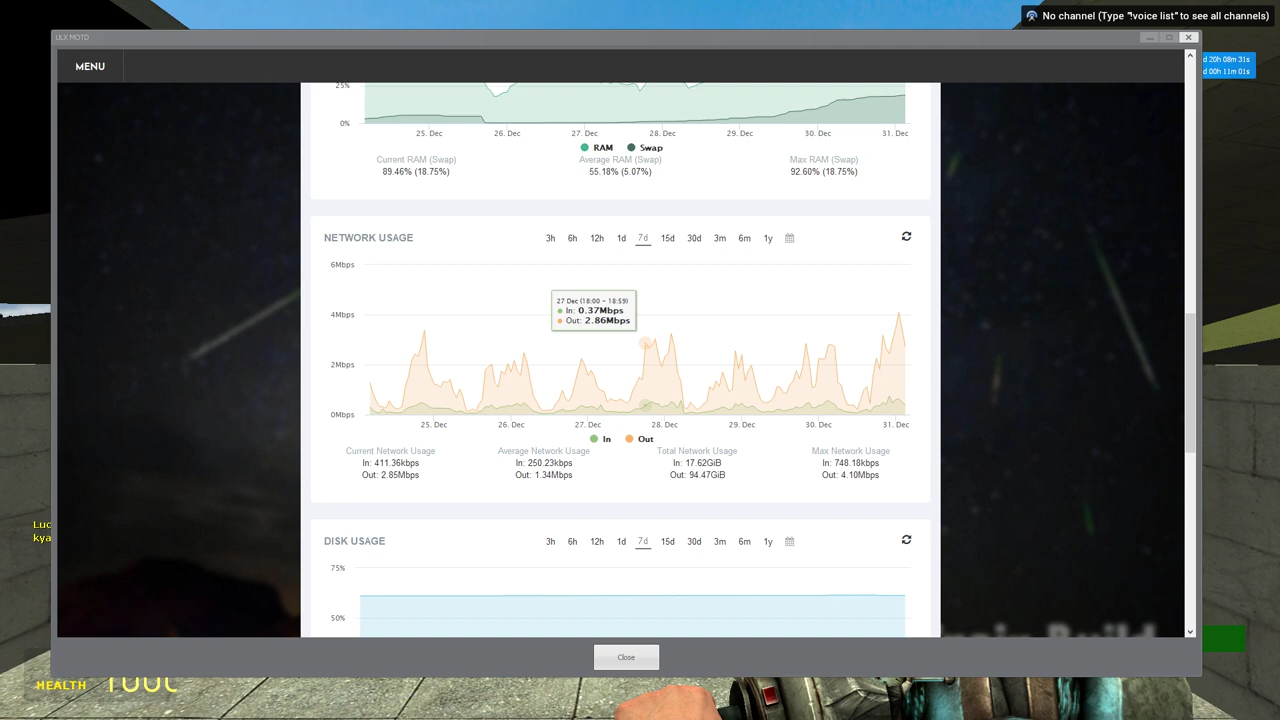 No channel (Type "!voice list" to see all channels)
ULX MOTD
d 20h 08m 31s
d 00h 11m 01s
MENU
25%
0%
25. Dec 26. Dec 27. Dec 28. Dec 29. Dec 30. Dec 31. Dec
RAM Swap
Current RAM (Swap) Average RAM (Swap) Max RAM (Swap)
89.46% (18.75%) 55.18% (5.07%) 92.60% (18.75%)
NETWORK USAGE 3h 6h 12h 1d 7d 15d 30d 3m 6m 1y
6Mbps
4Mbps
2Mbps
0Mbps
27 Dec (18:00 - 18:59)
In: 0.37Mbps
Out: 2.86Mbps
25. Dec 26. Dec 27. Dec 28. Dec 29. Dec 30. Dec 31. Dec
In Out
Current Network Usage Average Network Usage Total Network Usage Max Network Usage
In: 411.36kbps In: 250.23kbps In: 17.62GiB In: 748.18kbps
Out: 2.85Mbps Out: 1.34Mbps Out: 94.47GiB Out: 4.10Mbps
Luc
kya
DISK USAGE 3h 6h 12h 1d 7d 15d 30d 3m 6m 1y
75%
50%
Close
HEALTH